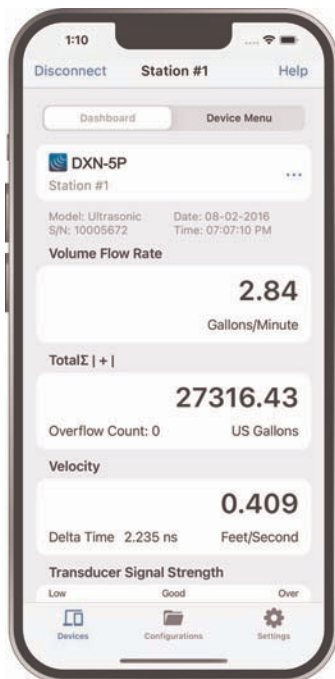 1:10
Disconnect Station #1 Help
Dashboard Device Menu
DXN-5P
Station #1
Model: Ultrasonic Date: 08-02-2016
S/N: 10005672 Time: 07:07:10 PM
Volume Flow Rate
2.84
Gallons/Minute
TotalΣ | + |
27316.43
Overflow Count: 0 US Gallons
Velocity
0.409
Delta Time 2.235 ns Feet/Second
Transducer Signal Strength
Low Good Over
Devices Configurations Settings